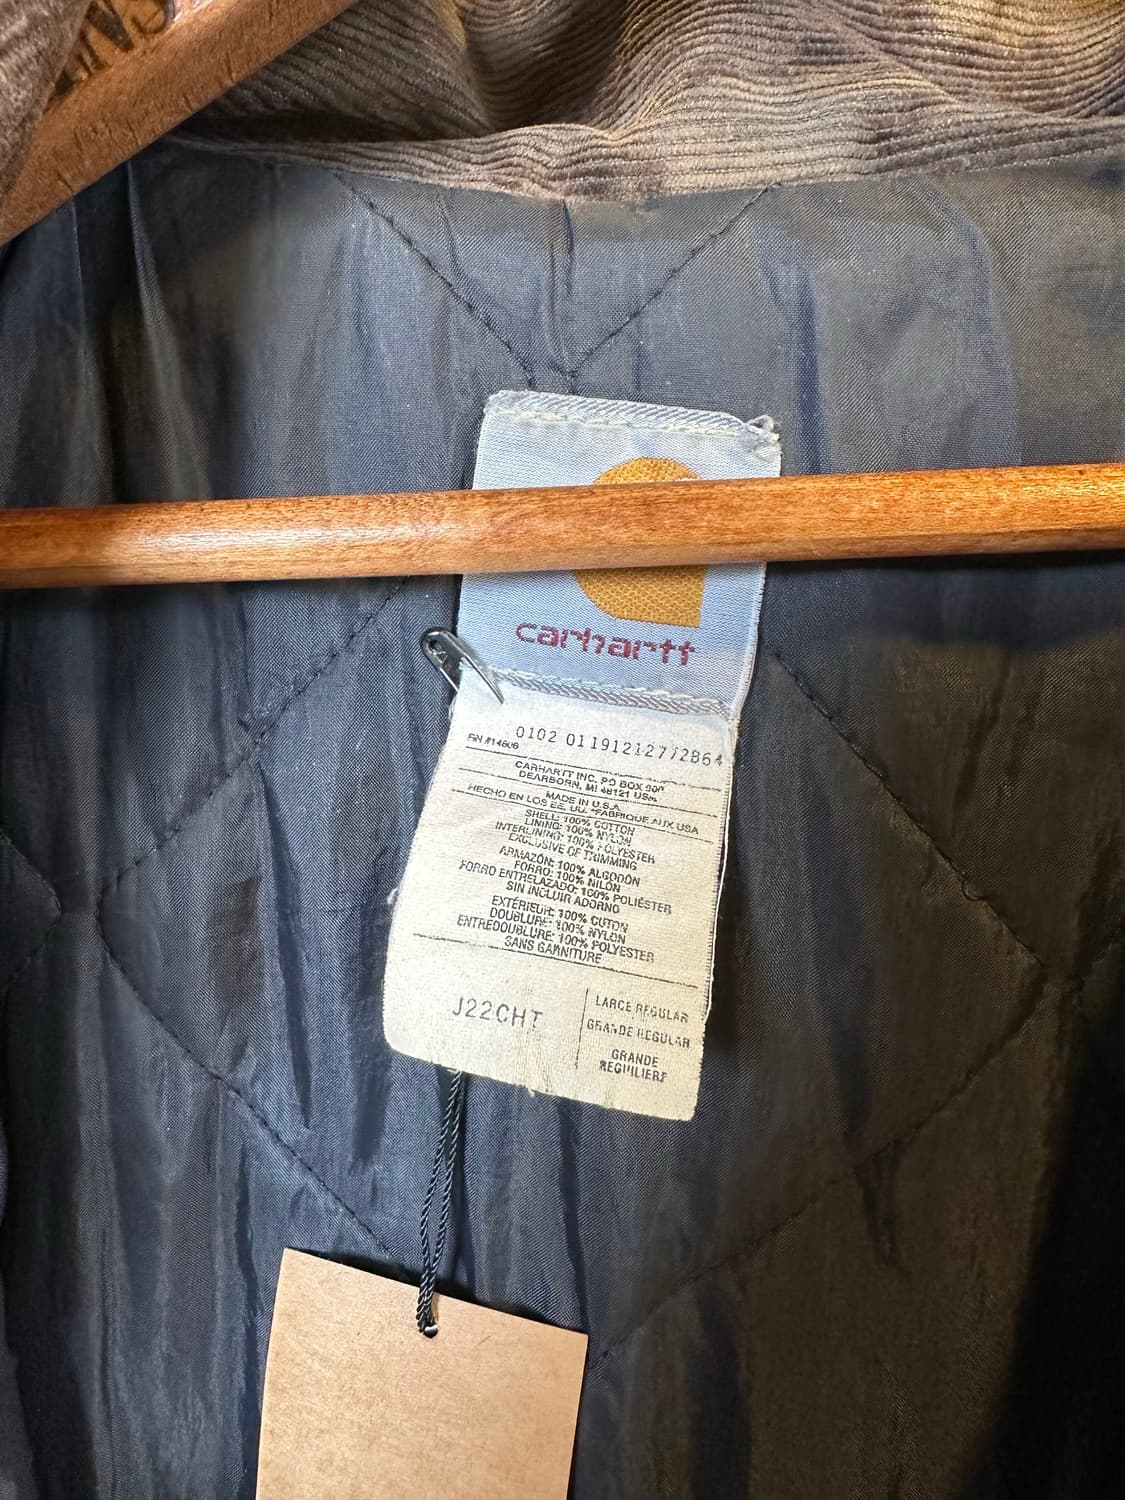 carhartt
0102 01191212772864
RN #14806
CARHARTT INC. PO BOX 600
DEARBORN, MI 48121 USA
MADE IN U.S.A.
HECHO EN LOS EE. UU. *FABRIQUE AUX USA
SHELL: 100% COTTON
LINING: 100% NYLON
INTERLINING: 100% POLYESTER
EXCLUSIVE OF TRIMMING
ARMAZÓN: 100% ALGODÓN
FORRO: 100% NILÓN
FORRO ENTRELAZADO: 100% POLIÉSTER
SIN INCLUIR ADORNO
EXTÉRIEUR: 100% COTON
DOUBLURE: 100% NYLON
ENTREDOUBLURE: 100% POLYESTER
SANS GARNITURE
J22CHT
LARGE REGULAR
GRANDE REGULAR
GRANDE
REGULIERE